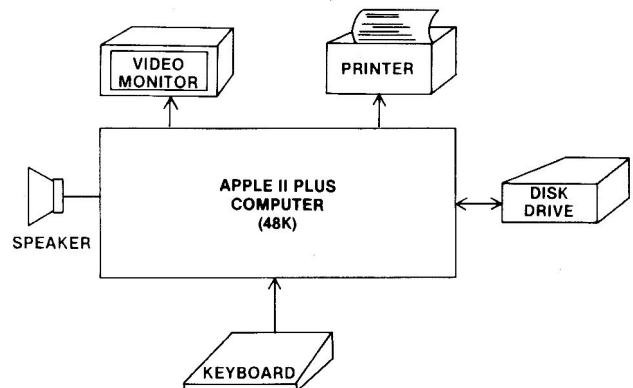 VIDEO
MONITOR
PRINTER
APPLE II PLUS
COMPUTER
(48K)
DISK
DRIVE
SPEAKER
KEYBOARD